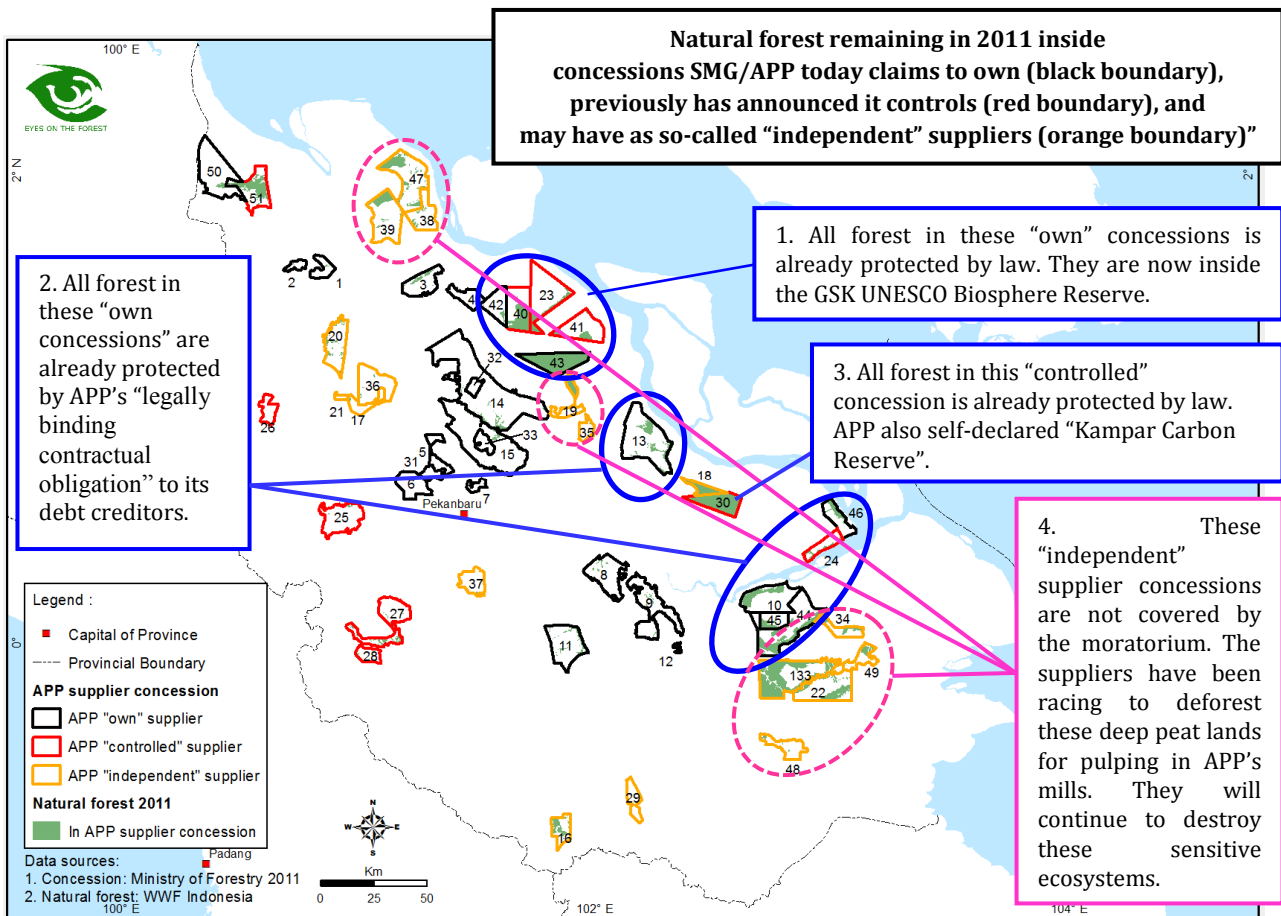 Natural forest remaining in 2011 inside
concessions SMG/APP today claims to own (black boundary),
previously has announced it controls (red boundary), and
may have as so-called “independent” suppliers (orange boundary)”
100° E
EYES ON THE FOREST
2° N
2°
50
51
47
39
38
1. All forest in these “own” concessions is
already protected by law. They are now inside
the GSK UNESCO Biosphere Reserve.
2. All forest in
these “own
concessions” are
already protected
by APP’s “legally
binding
contractual
obligation” to its
debt creditors.
2
1
3
4
42
40
23
41
43
20
32
36
21
17
14
19
35
26
33
15
5
31
6
7
13
Pekanbaru
3. All forest in this “controlled”
concession is already protected by law.
APP also self-declared “Kampar Carbon
Reserve”.
18
30
25
46
24
4. These
“independent”
supplier concessions
are not covered by
the moratorium. The
suppliers have been
racing to deforest
these deep peat lands
for pulping in APP’s
mills. They will
continue to destroy
these sensitive
ecosystems.
37
8
9
10
44
45
34
27
28
11
12
133
22
49
48
29
16
0°
Legend :
Capital of Province
Provincial Boundary
APP supplier concession
APP "own" supplier
APP "controlled" supplier
APP "independent" supplier
Natural forest 2011
In APP supplier concession
Data sources:
1. Concession: Ministry of Forestry 2011
2. Natural forest: WWF Indonesia
Padang
N
W
E
S
Km
0 25 50
100° E
102° E
104° E